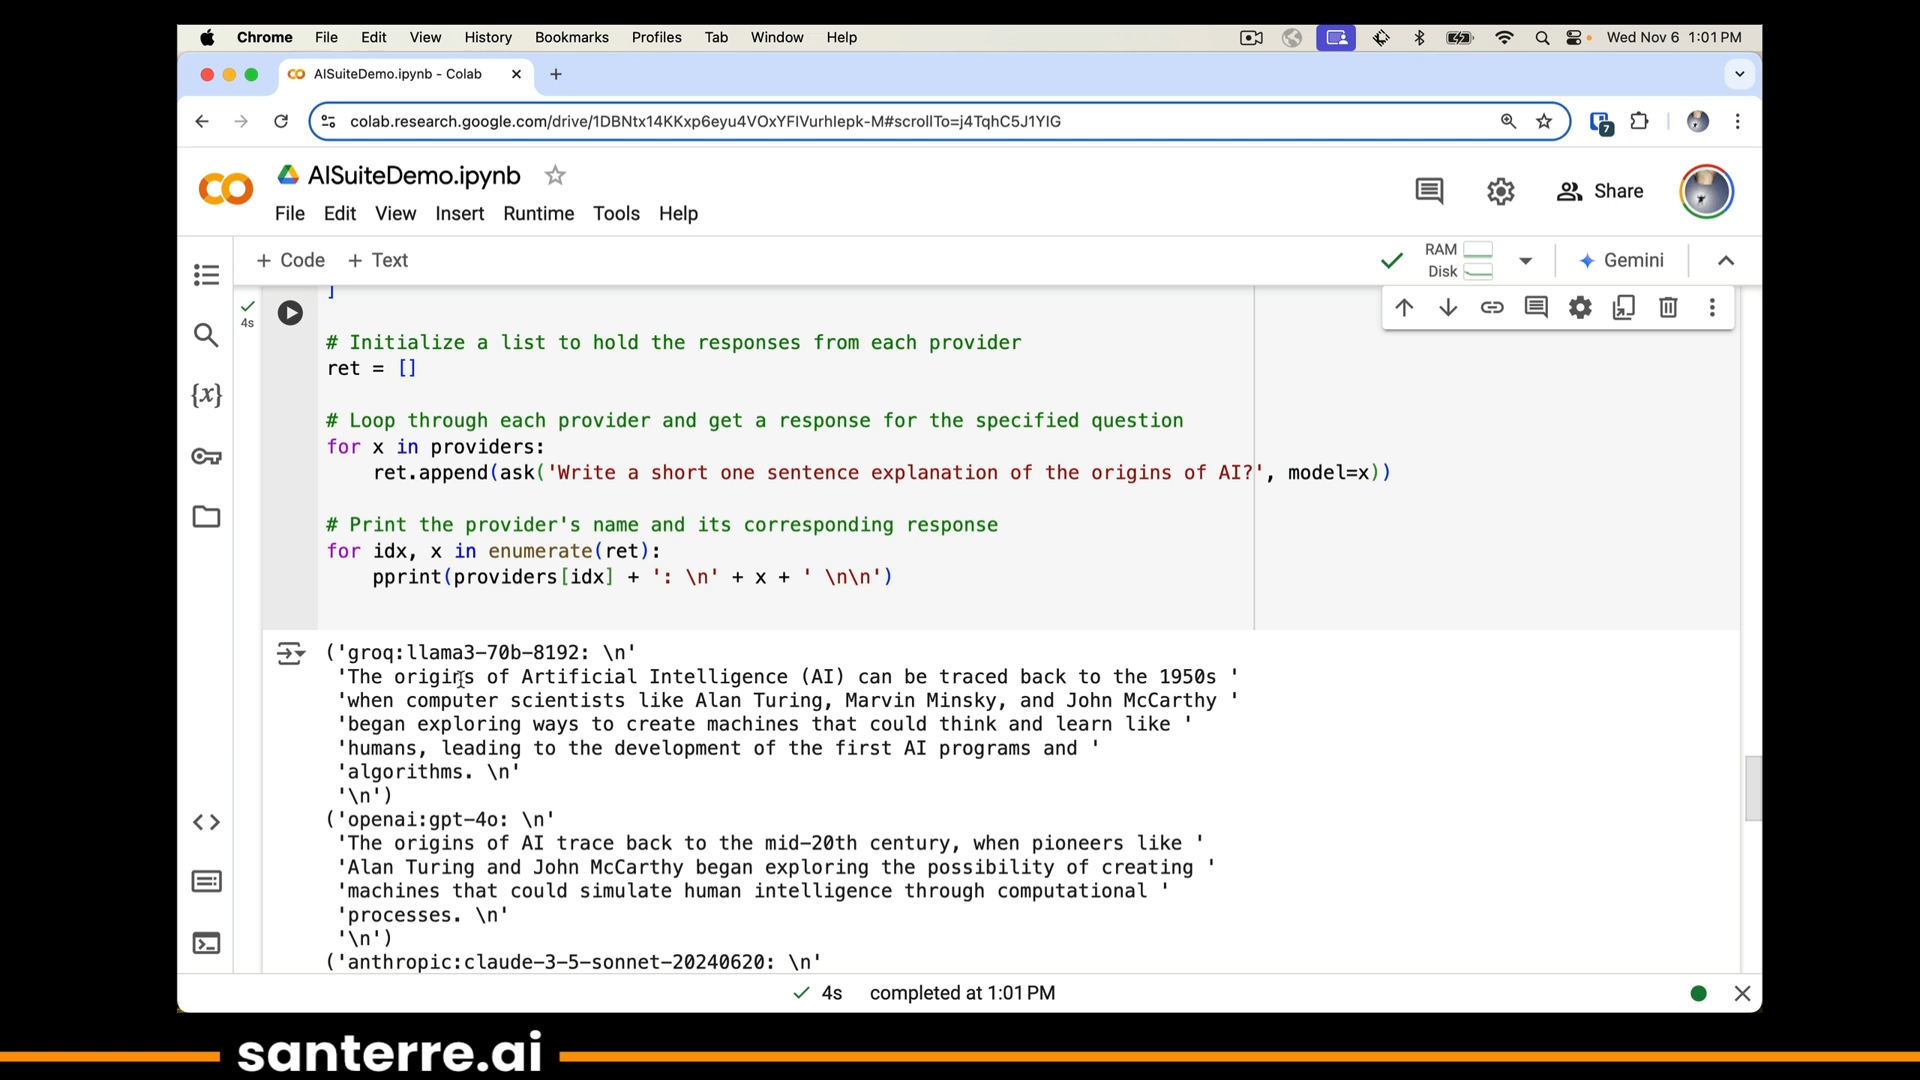 Chrome File Edit View History Bookmarks Profiles Tab Window Help Wed Nov 6 1:01 PM
AISuiteDemo.ipynb - Colab
colab.research.google.com/drive/1DBNtx14KKxp6eyu4VOxYFIVurhIepk-M#scrollTo=j4TqhC5J1YIG
7
AISuiteDemo.ipynb
Share
File Edit View Insert Runtime Tools Help
+ Code + Text
RAM
Disk
Gemini
4s
]
# Initialize a list to hold the responses from each provider
ret = []
# Loop through each provider and get a response for the specified question
for x in providers:
ret.append(ask('Write a short one sentence explanation of the origins of AI?', model=x))
# Print the provider's name and its corresponding response
for idx, x in enumerate(ret):
pprint(providers[idx] + ': \n' + x + ' \n\n')
('groq:llama3-70b-8192: \n'
'The origins of Artificial Intelligence (AI) can be traced back to the 1950s '
'when computer scientists like Alan Turing, Marvin Minsky, and John McCarthy '
'began exploring ways to create machines that could think and learn like '
'humans, leading to the development of the first AI programs and '
'algorithms. \n'
'\n')
('openai:gpt-4o: \n'
'The origins of AI trace back to the mid-20th century, when pioneers like '
'Alan Turing and John McCarthy began exploring the possibility of creating '
'machines that could simulate human intelligence through computational '
'processes. \n'
'\n')
('anthropic:claude-3-5-sonnet-20240620: \n'
4s completed at 1:01 PM
santerre.ai